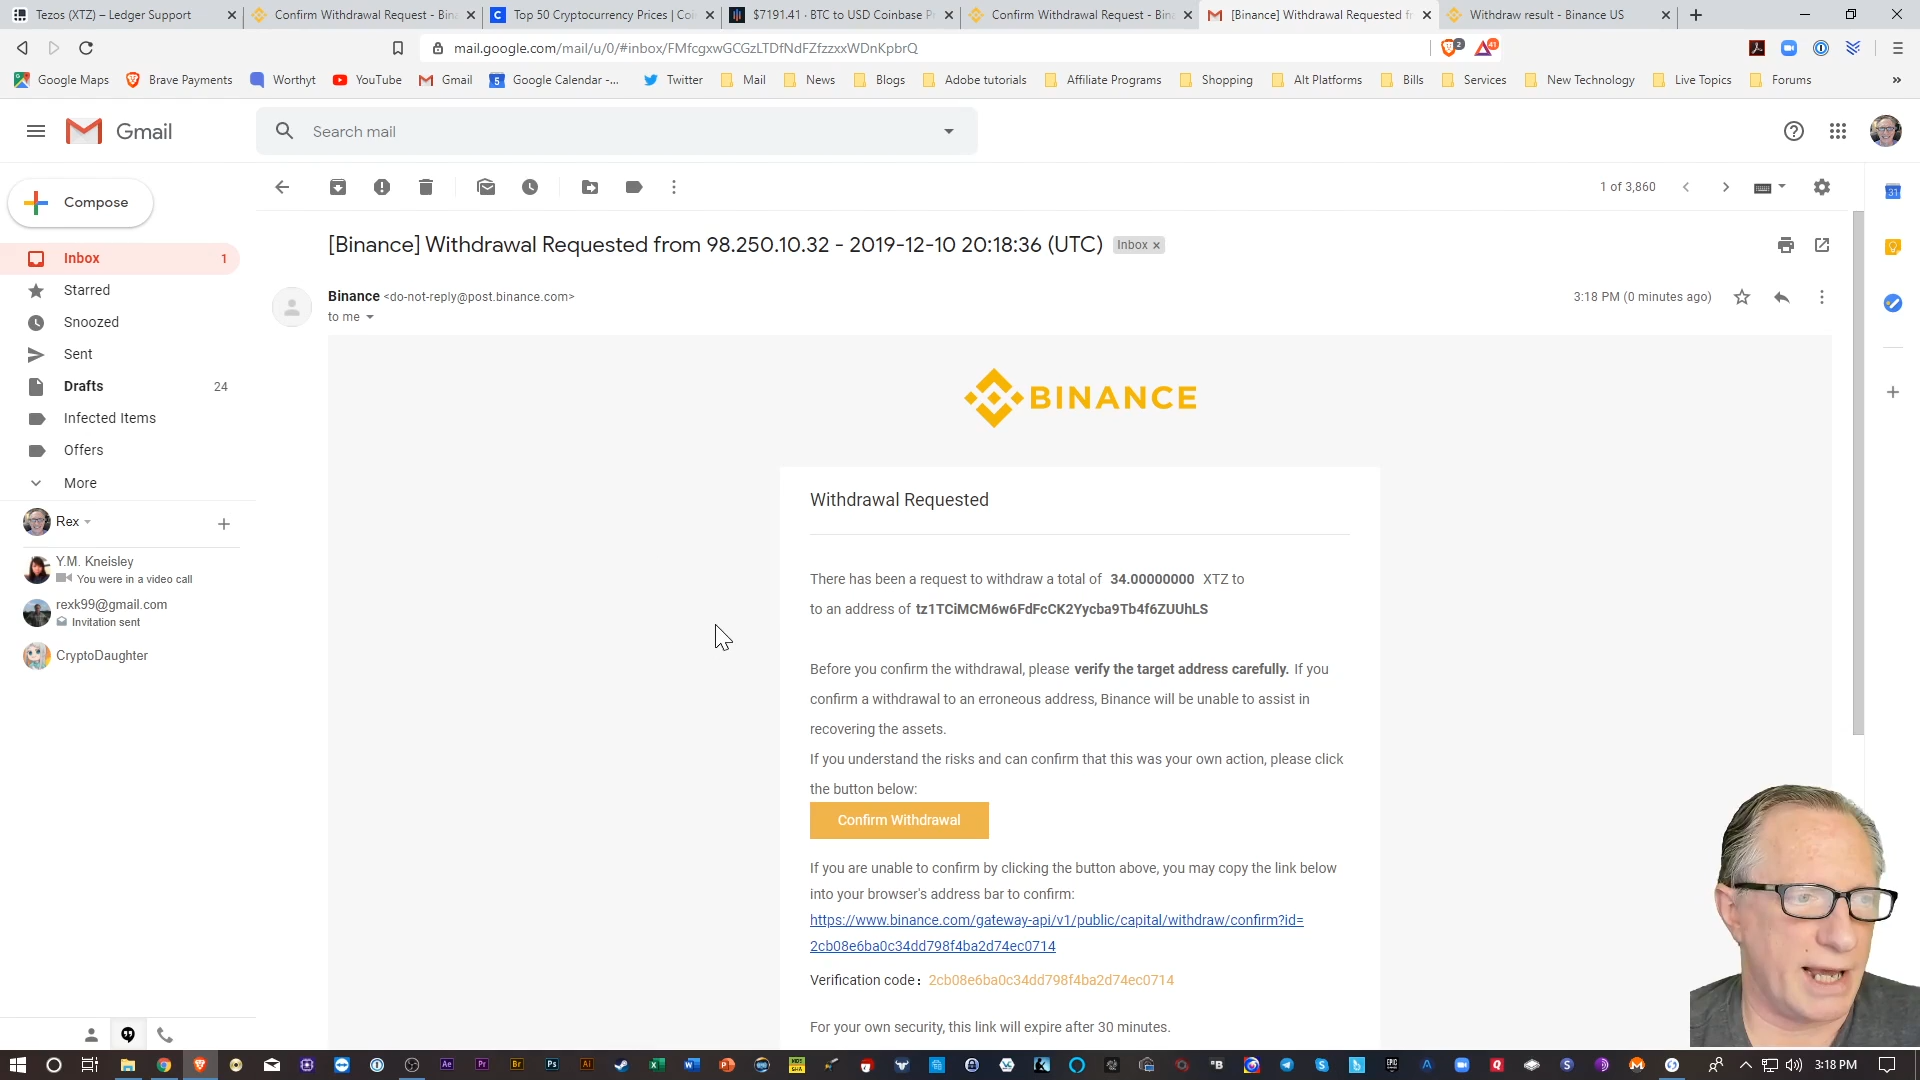 Tezos (XTZ) – Ledger Support
Confirm Withdrawal Request - Bina
Top 50 Cryptocurrency Prices | Coi
$7191.41 · BTC to USD Coinbase P
Confirm Withdrawal Request - Bina
[Binance] Withdrawal Requested fr
Withdraw result - Binance US
mail.google.com/mail/u/0/#inbox/FMfcgxwGCGzLTDfNdFZfzzxxWDnKpbrQ
2
41
Google Maps
Brave Payments
Worthyt
YouTube
Gmail
5
Google Calendar -...
Twitter
Mail
News
Blogs
Adobe tutorials
Affiliate Programs
Shopping
Alt Platforms
Bills
Services
New Technology
Live Topics
Forums
»
Gmail
Search mail
Compose
1 of 3,860
31
[Binance] Withdrawal Requested from 98.250.10.32 - 2019-12-10 20:18:36 (UTC)
Inbox ×
Inbox 1
Starred
Snoozed
Sent
Drafts 24
Infected Items
Offers
More
Binance <do-not-reply@post.binance.com>
3:18 PM (0 minutes ago)
to me
BINANCE
Withdrawal Requested
Rex
Y.M. Kneisley
You were in a video call
rexk99@gmail.com
Invitation sent
CryptoDaughter
There has been a request to withdraw a total of 34.00000000 XTZ to
to an address of tz1TCiMCM6w6FdFcCK2Yycba9Tb4f6ZUUhLS
Before you confirm the withdrawal, please verify the target address carefully. If you
confirm a withdrawal to an erroneous address, Binance will be unable to assist in
recovering the assets.
If you understand the risks and can confirm that this was your own action, please click
the button below:
Confirm Withdrawal
If you are unable to confirm by clicking the button above, you may copy the link below
into your browser's address bar to confirm:
https://www.binance.com/gateway-api/v1/public/capital/withdraw/confirm?id=
2cb08e6ba0c34dd798f4ba2d74ec0714
Verification code：2cb08e6ba0c34dd798f4ba2d74ec0714
For your own security, this link will expire after 30 minutes.
3:18 PM